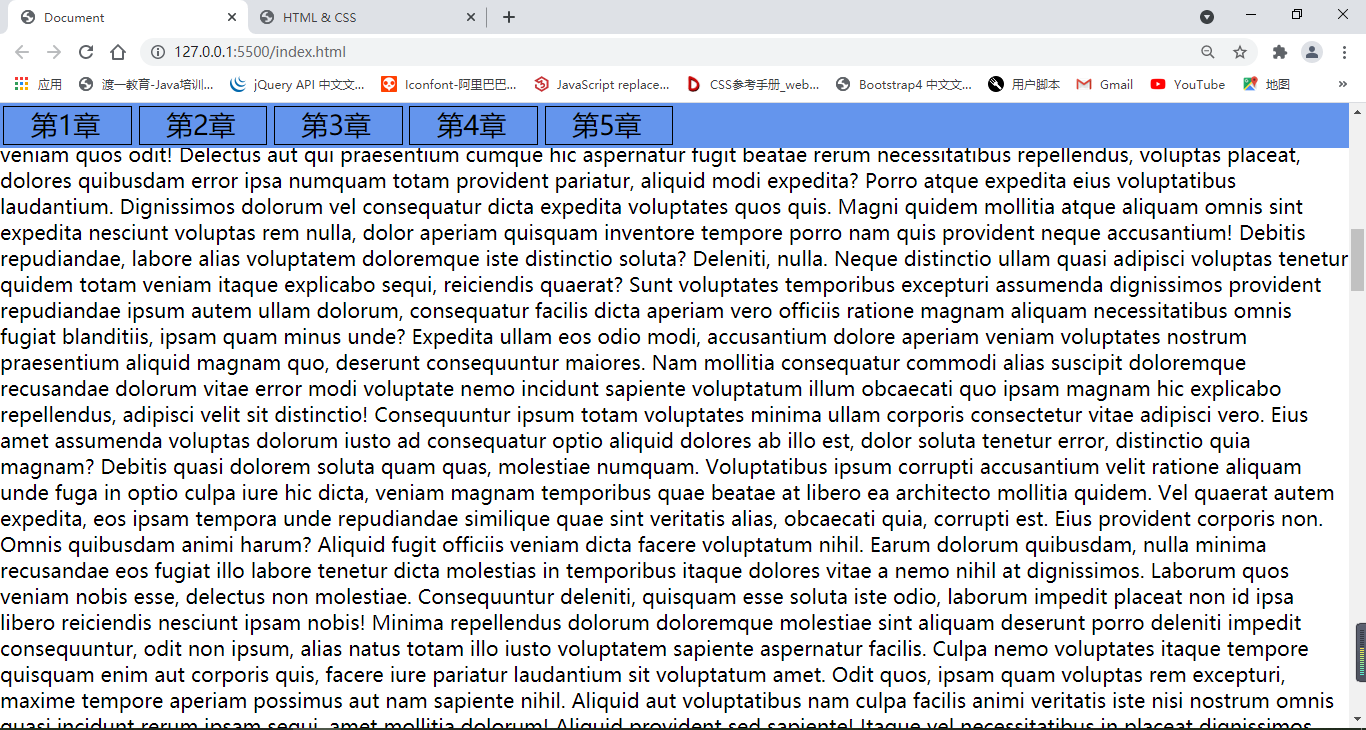 Document
HTML & CSS
127.0.0.1:5500/index.html
应用 渡一教育-Java培训... jQuery API 中文文... Iconfont-阿里巴巴... JavaScript replace... CSS参考手册_web... Bootstrap4 中文文... 用户脚本 Gmail YouTube 地图 »
第1章 第2章 第3章 第4章 第5章
veniam quos odit! Delectus aut qui praesentium cumque hic aspernatur fugit beatae rerum necessitatibus repellendus, voluptas placeat,
dolores quibusdam error ipsa numquam totam provident pariatur, aliquid modi expedita? Porro atque expedita eius voluptatibus
laudantium. Dignissimos dolorum vel consequatur dicta expedita voluptates quos quis. Magni quidem mollitia atque aliquam omnis sint
expedita nesciunt voluptas rem nulla, dolor aperiam quisquam inventore tempore porro nam quis provident neque accusantium! Debitis
repudiandae, labore alias voluptatem doloremque iste distinctio soluta? Deleniti, nulla. Neque distinctio ullam quasi adipisci voluptas tenetur
quidem totam veniam itaque explicabo sequi, reiciendis quaerat? Sunt voluptates temporibus excepturi assumenda dignissimos provident
repudiandae ipsum autem ullam dolorum, consequatur facilis dicta aperiam vero officiis ratione magnam aliquam necessitatibus omnis
fugiat blanditiis, ipsam quam minus unde? Expedita ullam eos odio modi, accusantium dolore aperiam veniam voluptates nostrum
praesentium aliquid magnam quo, deserunt consequuntur maiores. Nam mollitia consequatur commodi alias suscipit doloremque
recusandae dolorum vitae error modi voluptate nemo incidunt sapiente voluptatum illum obcaecati quo ipsam magnam hic explicabo
repellendus, adipisci velit sit distinctio! Consequuntur ipsum totam voluptates minima ullam corporis consectetur vitae adipisci vero. Eius
amet assumenda voluptas dolorum iusto ad consequatur optio aliquid dolores ab illo est, dolor soluta tenetur error, distinctio quia
magnam? Debitis quasi dolorem soluta quam quas, molestiae numquam. Voluptatibus ipsum corrupti accusantium velit ratione aliquam
unde fuga in optio culpa iure hic dicta, veniam magnam temporibus quae beatae at libero ea architecto mollitia quidem. Vel quaerat autem
expedita, eos ipsam tempora unde repudiandae similique quae sint veritatis alias, obcaecati quia, corrupti est. Eius provident corporis non.
Omnis quibusdam animi harum? Aliquid fugit officiis veniam dicta facere voluptatum nihil. Earum dolorum quibusdam, nulla minima
recusandae eos fugiat illo labore tenetur dicta molestias in temporibus itaque dolores vitae a nemo nihil at dignissimos. Laborum quos
veniam nobis esse, delectus non molestiae. Consequuntur deleniti, quisquam esse soluta iste odio, laborum impedit placeat non id ipsa
libero reiciendis nesciunt ipsam nobis! Minima repellendus dolorum doloremque molestiae sint aliquam deserunt porro deleniti impedit
consequuntur, odit non ipsum, alias natus totam illo iusto voluptatem sapiente aspernatur facilis. Culpa nemo voluptates itaque tempore
quisquam enim aut corporis quis, facere iure pariatur laudantium sit voluptatum amet. Odit quos, ipsam quam voluptas rem excepturi,
maxime tempore aperiam possimus aut nam sapiente nihil. Aliquid aut voluptatibus nam culpa facilis animi veritatis iste nisi nostrum omnis
quasi incidunt rerum ipsam sequi, amet mollitia dolorum! Aliquid provident sed sapiente! Itaque vel necessitatibus in placeat dignissimos